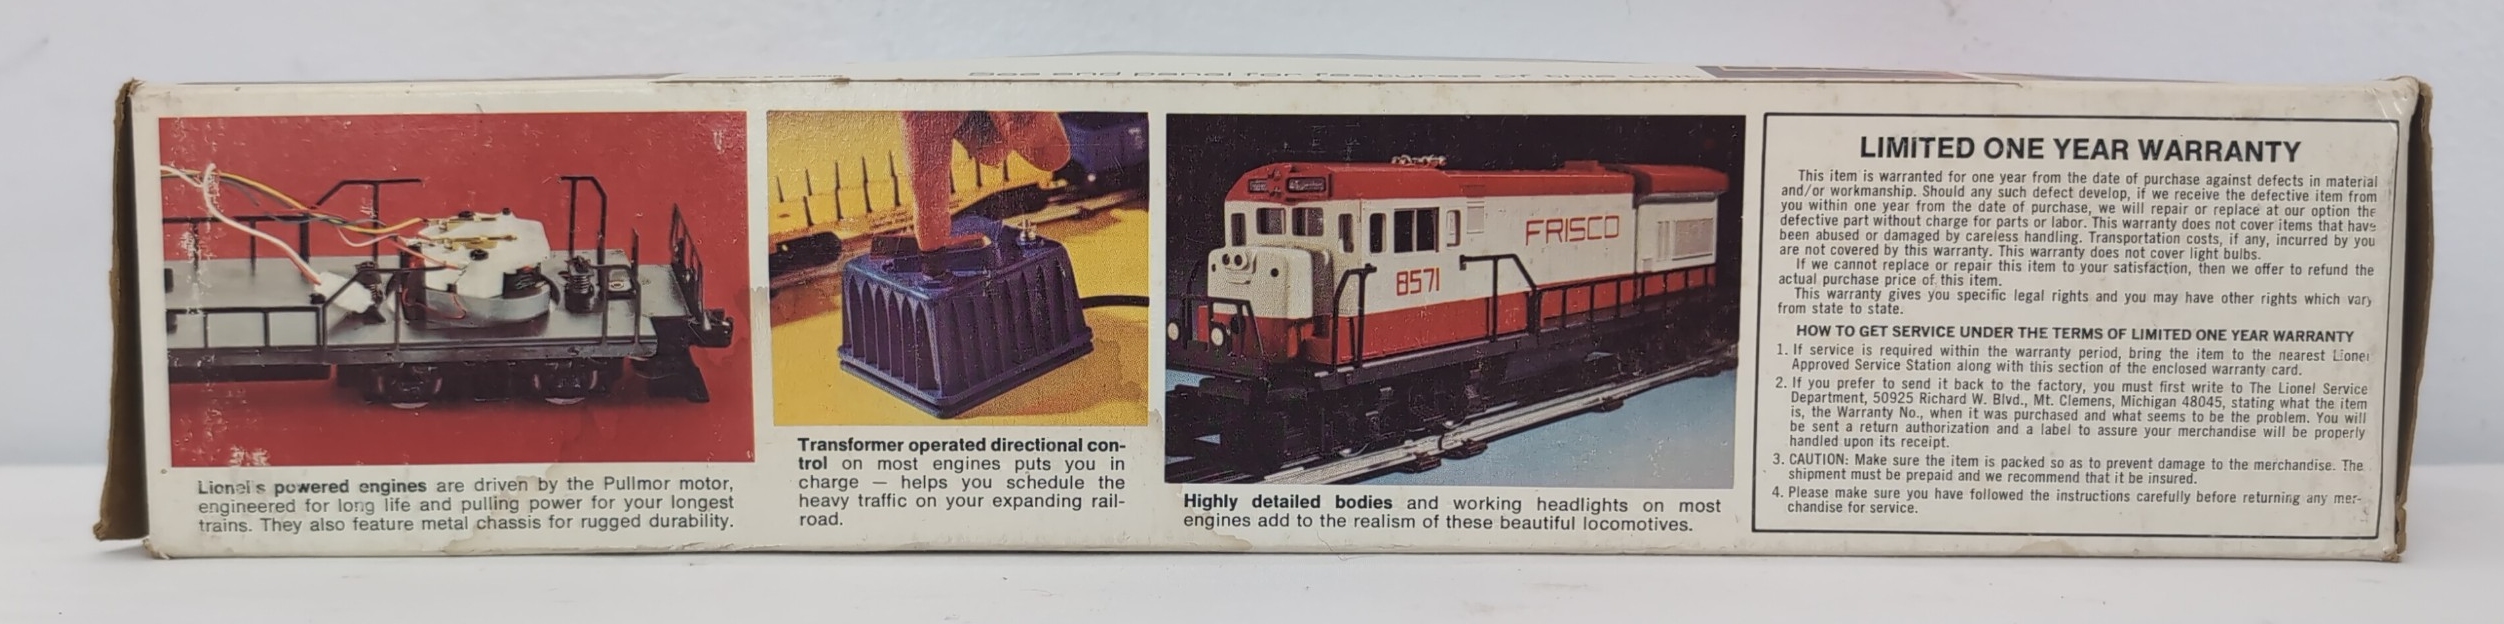 See end panel for features of this unit
FRISCO
8571
Lionel's powered engines are driven by the Pullmor motor,
engineered for long life and pulling power for your longest
trains. They also feature metal chassis for rugged durability.
Transformer operated directional con-
trol on most engines puts you in
charge — helps you schedule the
heavy traffic on your expanding rail-
road.
Highly detailed bodies and working headlights on most
engines add to the realism of these beautiful locomotives.
LIMITED ONE YEAR WARRANTY
This item is warranted for one year from the date of purchase against defects in material
and/or workmanship. Should any such defect develop, if we receive the defective item from
you within one year from the date of purchase, we will repair or replace at our option the
defective part without charge for parts or labor. This warranty does not cover items that have
been abused or damaged by careless handling. Transportation costs, if any, incurred by you
are not covered by this warranty. This warranty does not cover light bulbs.
If we cannot replace or repair this item to your satisfaction, then we offer to refund the
actual purchase price of this item.
This warranty gives you specific legal rights and you may have other rights which vary
from state to state.
HOW TO GET SERVICE UNDER THE TERMS OF LIMITED ONE YEAR WARRANTY
1. If service is required within the warranty period, bring the item to the nearest Lionel
Approved Service Station along with this section of the enclosed warranty card.
2. If you prefer to send it back to the factory, you must first write to The Lionel Service
Department, 50925 Richard W. Blvd., Mt. Clemens, Michigan 48045, stating what the item
is, the Warranty No., when it was purchased and what seems to be the problem. You will
be sent a return authorization and a label to assure your merchandise will be properly
handled upon its receipt.
3. CAUTION: Make sure the item is packed so as to prevent damage to the merchandise. The
shipment must be prepaid and we recommend that it be insured.
4. Please make sure you have followed the instructions carefully before returning any mer-
chandise for service.